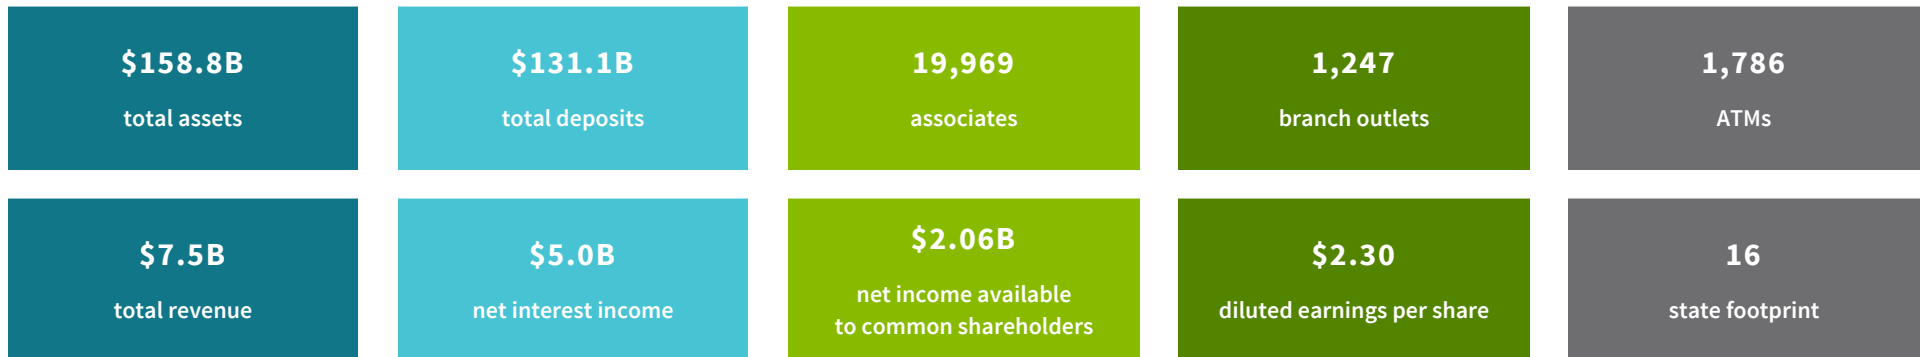 $158.8B
total assets
$131.1B
total deposits
19,969
associates
1,247
branch outlets
1,786
ATMs
$7.5B
total revenue
$5.0B
net interest income
$2.06B
net income available
to common shareholders
$2.30
diluted earnings per share
16
state footprint